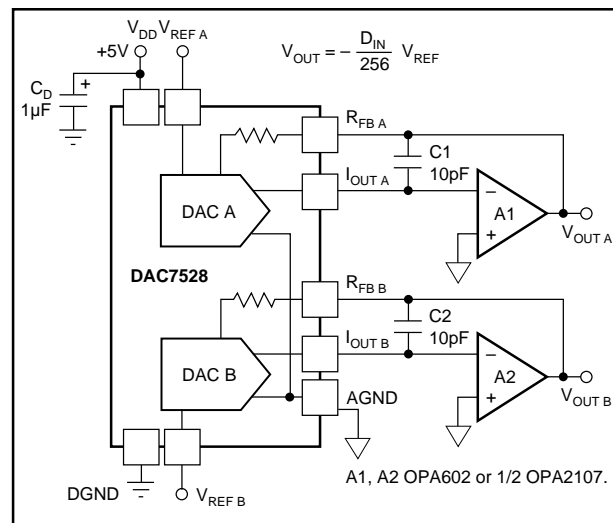 V_DD V_REF A
+5V
V_OUT = – D_IN / 256 V_REF
C_D
1µF
+
R_FB A
C1
10pF
I_OUT A
DAC A
–
A1
+
V_OUT A
DAC7528
R_FB B
C2
10pF
I_OUT B
DAC B
–
A2
+
V_OUT B
AGND
DGND
V_REF B
A1, A2 OPA602 or 1/2 OPA2107.